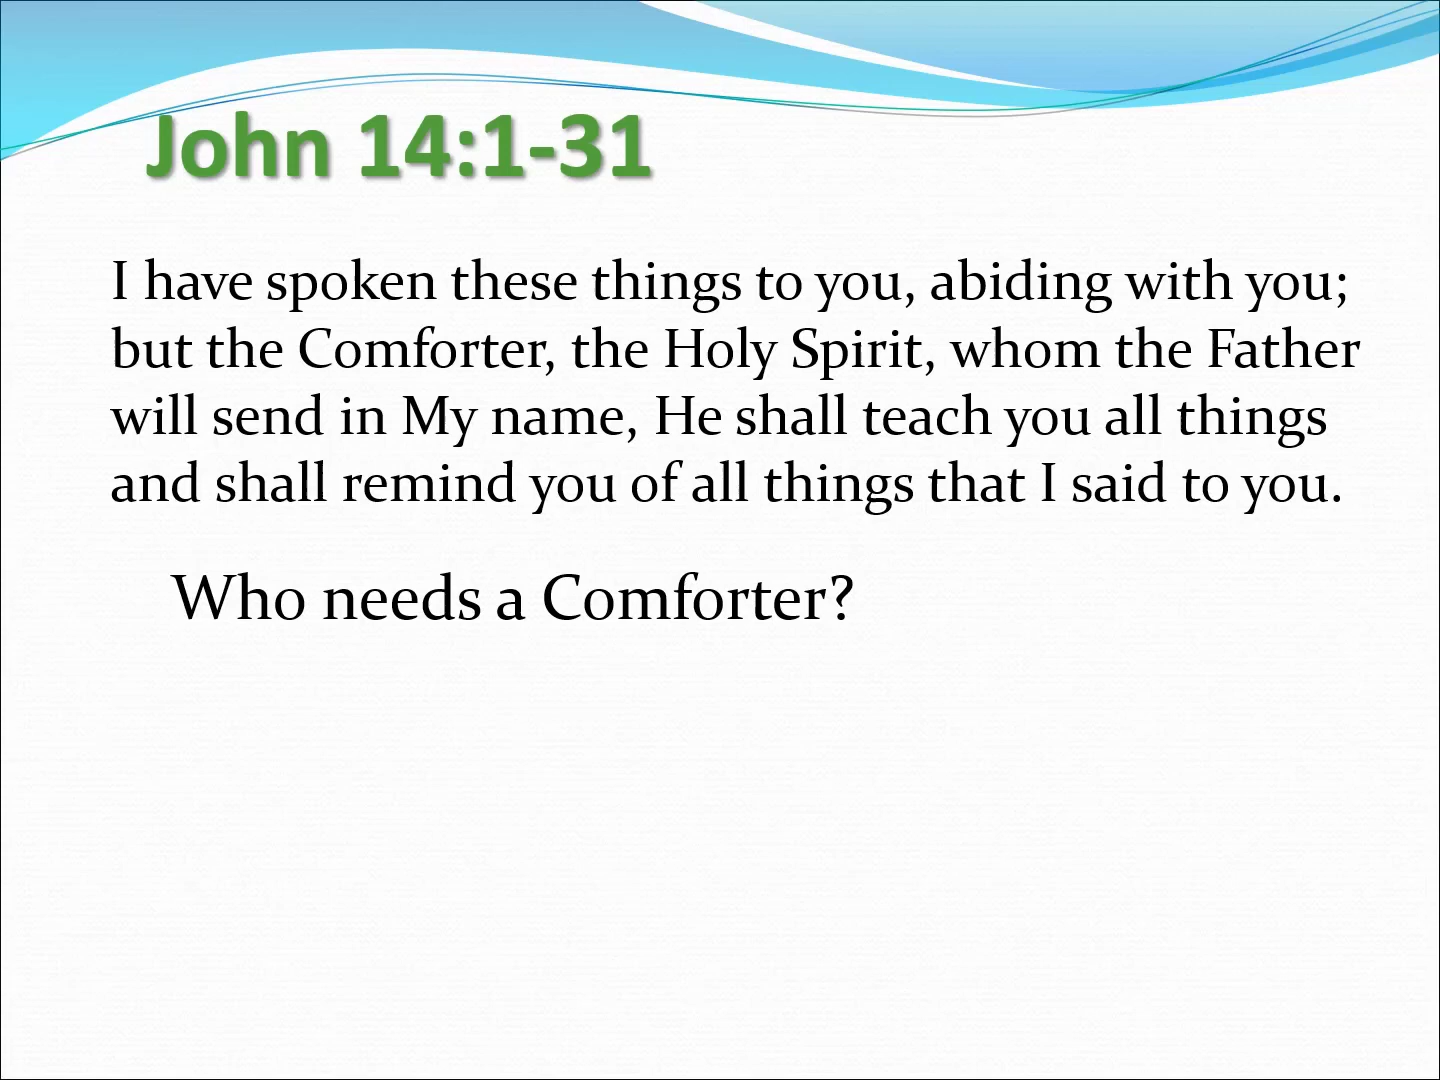 John 14:1-31
I have spoken these things to you, abiding with you;
but the Comforter, the Holy Spirit, whom the Father
will send in My name, He shall teach you all things
and shall remind you of all things that I said to you.
Who needs a Comforter?